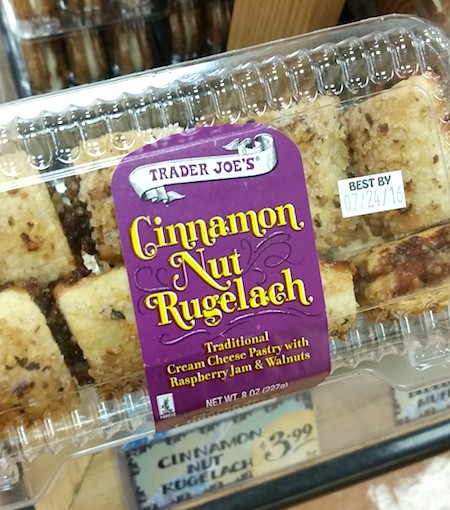 TRADER JOE'S®
BEST BY
07/24/16
Cinnamon
Nut
Rugelach
Traditional
Cream Cheese Pastry with
Raspberry Jam & Walnuts
NET WT. 8 OZ (227g)
CINNAMON
NUT
RUGELACH
$3.99